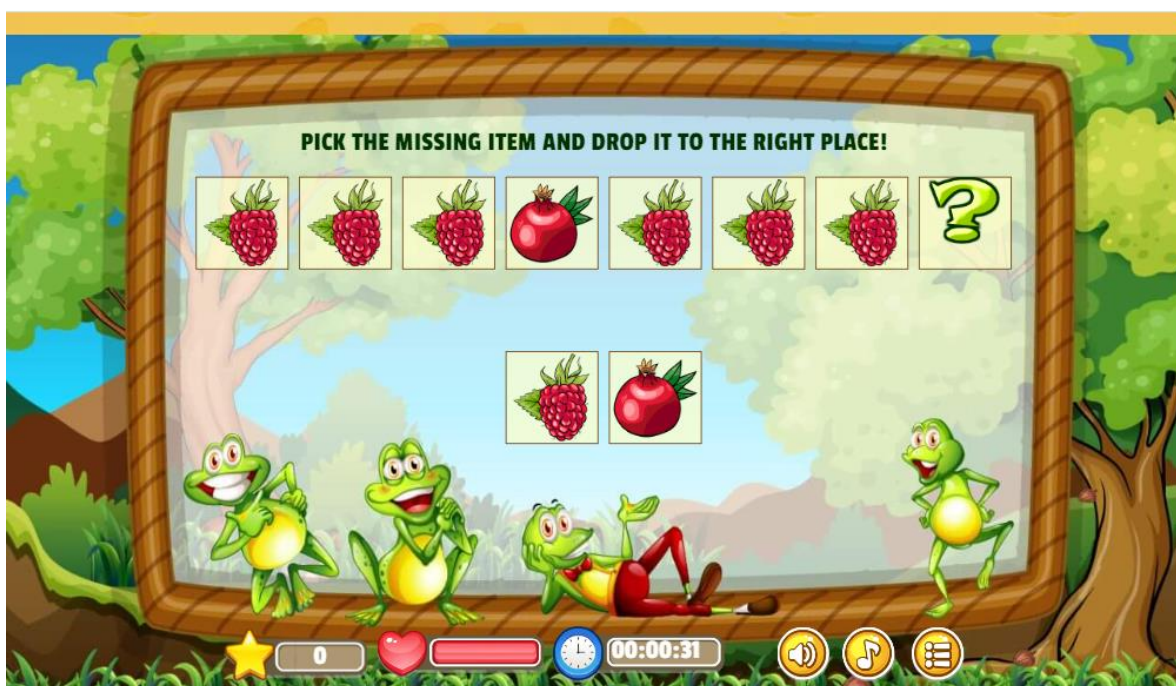 PICK THE MISSING ITEM AND DROP IT TO THE RIGHT PLACE!
?
0
00:00:31